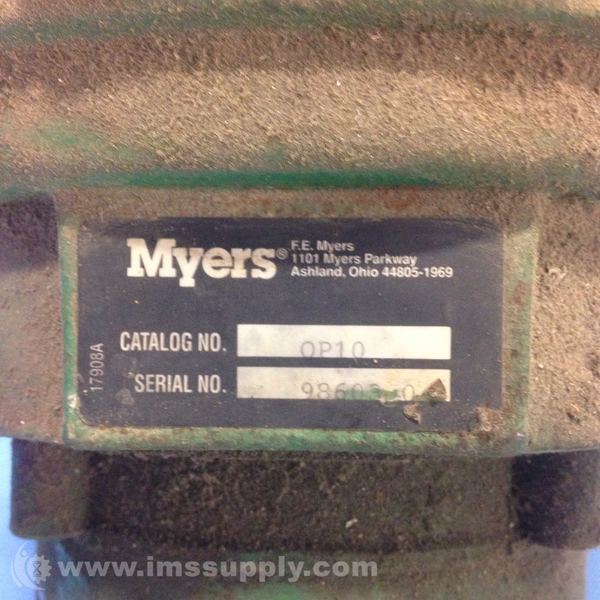 Myers®
F.E. Myers
1101 Myers Parkway
Ashland, Ohio 44805-1969
CATALOG NO. QP10
SERIAL NO.
17908A
www.imssupply.com